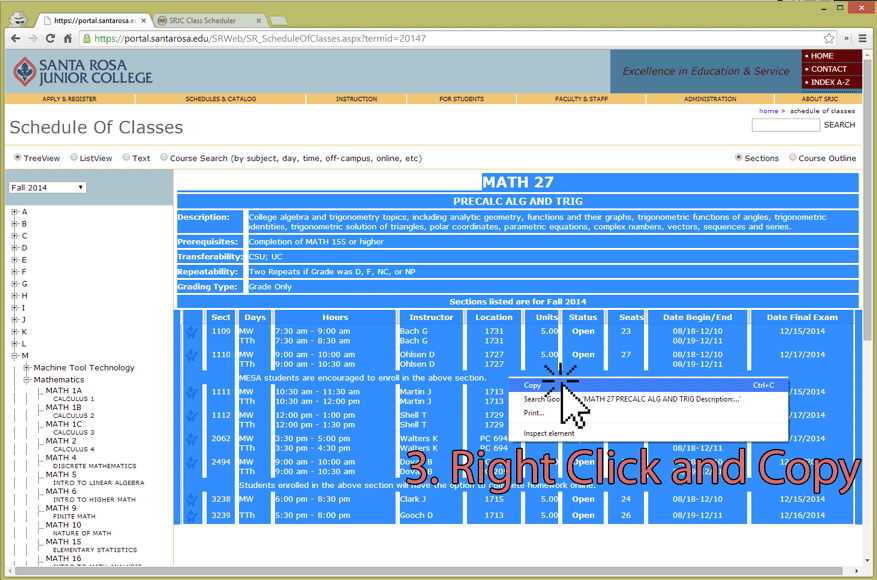 https://portal.santarosa.e
SRJC Class Scheduler
https://portal.santarosa.edu/SRWeb/SR_ScheduleOfClasses.aspx?termid=20147
SANTA ROSA
JUNIOR COLLEGE
Excellence in Education & Service
• HOME
• CONTACT
• INDEX A-Z
APPLY & REGISTER SCHEDULES & CATALOG INSTRUCTION FOR STUDENTS FACULTY & STAFF ADMINISTRATION ABOUT SRJC
home > schedule of classes
Schedule Of Classes
SEARCH
TreeView ListView Text Course Search (by subject, day, time, off-campus, online, etc) Sections Course Outline
Fall 2014
A
B
C
D
E
F
G
H
I
J
K
L
M
Machine Tool Technology
Mathematics
MATH 1A
CALCULUS 1
MATH 1B
CALCULUS 2
MATH 1C
CALCULUS 3
MATH 2
CALCULUS 4
MATH 4
DISCRETE MATHEMATICS
MATH 5
INTRO TO LINEAR ALGEBRA
MATH 6
INTRO TO HIGHER MATH
MATH 9
FINITE MATH
MATH 10
NATURE OF MATH
MATH 15
ELEMENTARY STATISTICS
MATH 16
INTRO TO MATH ANALYSIS
MATH 27
PRECALC ALG AND TRIG
Description: College algebra and trigonometry topics, including analytic geometry, functions and their graphs, trigonometric functions of angles, trigonometric
identities, trigonometric solution of triangles, polar coordinates, parametric equations, complex numbers, vectors, sequences and series.
Prerequisites: Completion of MATH 155 or higher
Transferability: CSU; UC
Repeatability: Two Repeats if Grade was D, F, NC, or NP
Grading Type: Grade Only
Sections listed are for Fall 2014
Sect Days Hours Instructor Location Units Status Seats Date Begin/End Date Final Exam
1109 MW 7:30 am - 9:00 am Bach G 1731 5.00 Open 23 08/18-12/10 12/15/2014
TTh 7:30 am - 8:30 am Bach G 1731 08/19-12/11
1110 MW 9:00 am - 10:00 am Ohlsen D 1727 5.00 Open 27 08/18-12/10 12/17/2014
TTh 9:00 am - 10:30 am Ohlsen D 1727 08/19-12/11
MESA students are encouraged to enroll in the above section.
1111 MW 10:30 am - 11:30 am Martin J 1713 /15/2014
TTh 10:30 am - 12:00 pm Martin J 1713
1112 MW 12:00 pm - 1:00 pm Shell T 1729 /17/2014
TTh 12:00 pm - 1:30 pm Shell T 1729
2062 MW 3:30 pm - 5:00 pm Walters K PC 694 /17/2014
TTh 3:30 pm - 4:30 pm Walters K PC 694 08/19-12/11
2494 MW 9:00 am - 10:00 am
TTh 9:00 am - 10:30 am
Students enrolled in the above section will have the option to complete homework online.
3238 MW 6:00 pm - 8:30 pm Clark J 1715 5.00 Open 24 08/18-12/10 12/15/2014
3239 TTh 5:30 pm - 8:00 pm Gooch D 1713 5.00 Open 26 08/19-12/11 12/16/2014
Copy Ctrl+C
Search 'MATH 27 PRECALC ALG AND TRIG Description:...'
Print...
Inspect element
3. Right Click and Copy